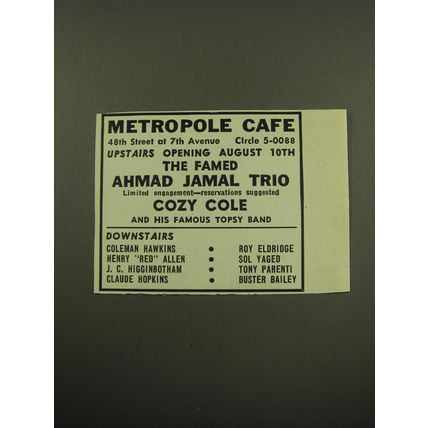 METROPOLE CAFE
48th Street at 7th Avenue Circle 5-0088
UPSTAIRS OPENING AUGUST 10TH
THE FAMED
AHMAD JAMAL TRIO
Limited engagement—reservations suggested
COZY COLE
AND HIS FAMOUS TOPSY BAND
DOWNSTAIRS
COLEMAN HAWKINS • ROY ELDRIDGE
HENRY "RED" ALLEN • SOL YAGED
J. C. HIGGINBOTHAM • TONY PARENTI
CLAUDE HOPKINS • BUSTER BAILEY